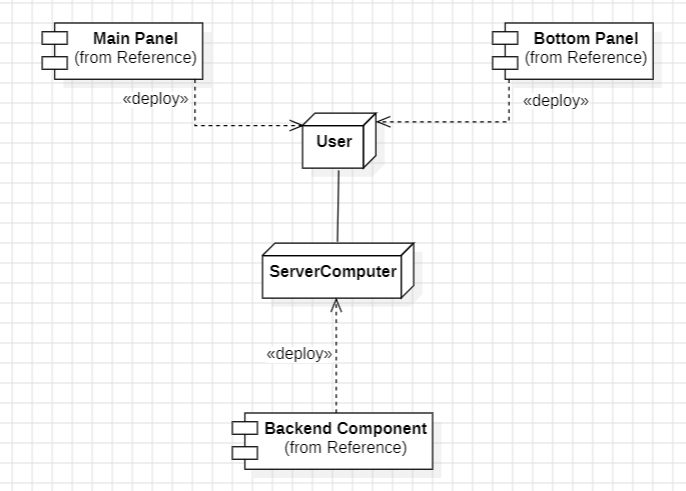 Main Panel
(from Reference)
Bottom Panel
(from Reference)
«deploy»
«deploy»
User
ServerComputer
«deploy»
Backend Component
(from Reference)